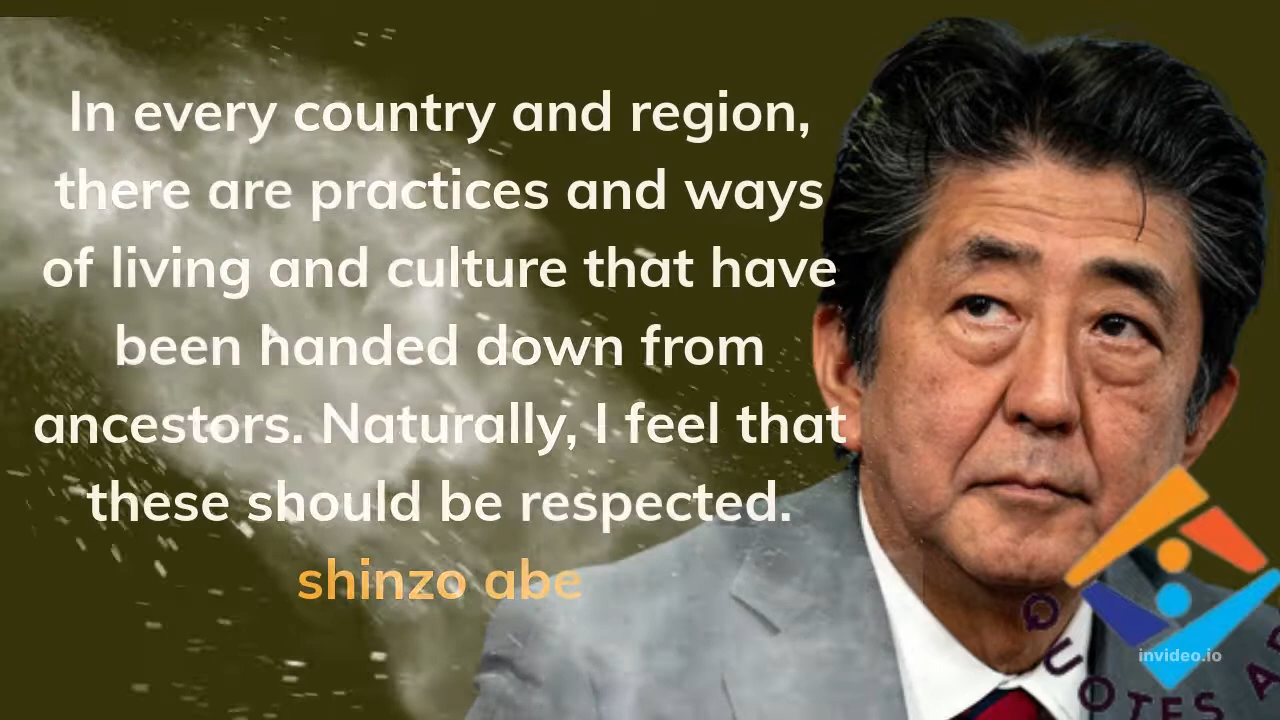 In every country and region,
there are practices and ways
of living and culture that have
been handed down from
ancestors. Naturally, I feel that
these should be respected.
shinzo abe
invideo.io
QUOTES